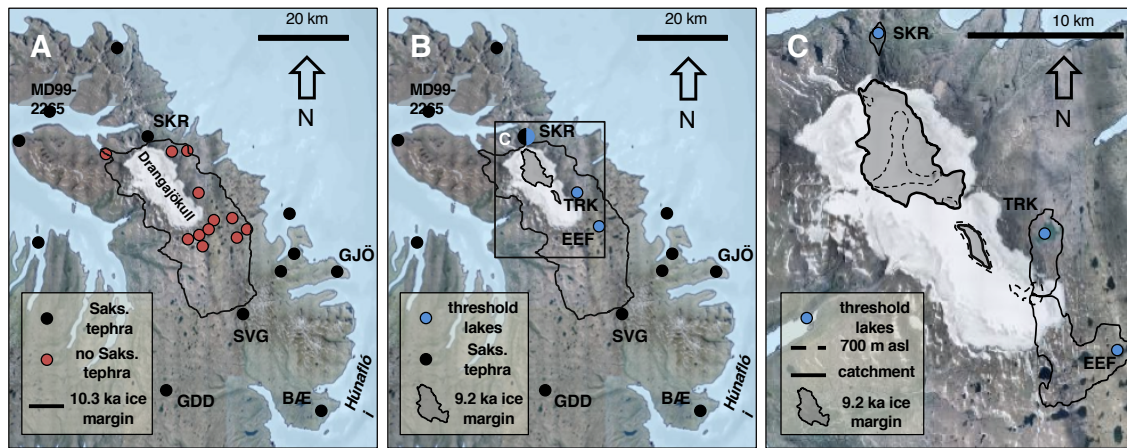 A
20 km
N
MD99-
2265
SKR
Drangajökull
GJÖ
SVG
GDD
BÆ
Húnafló
i
Saks.
tephra
no Saks.
tephra
10.3 ka ice
margin
B
20 km
N
MD99-
2265
C
SKR
TRK
EEF
GJÖ
SVG
GDD
BÆ
Húnafló
i
threshold
lakes
Saks.
tephra
9.2 ka ice
margin
C
SKR
10 km
N
TRK
EEF
threshold
lakes
700 m asl
catchment
9.2 ka ice
margin